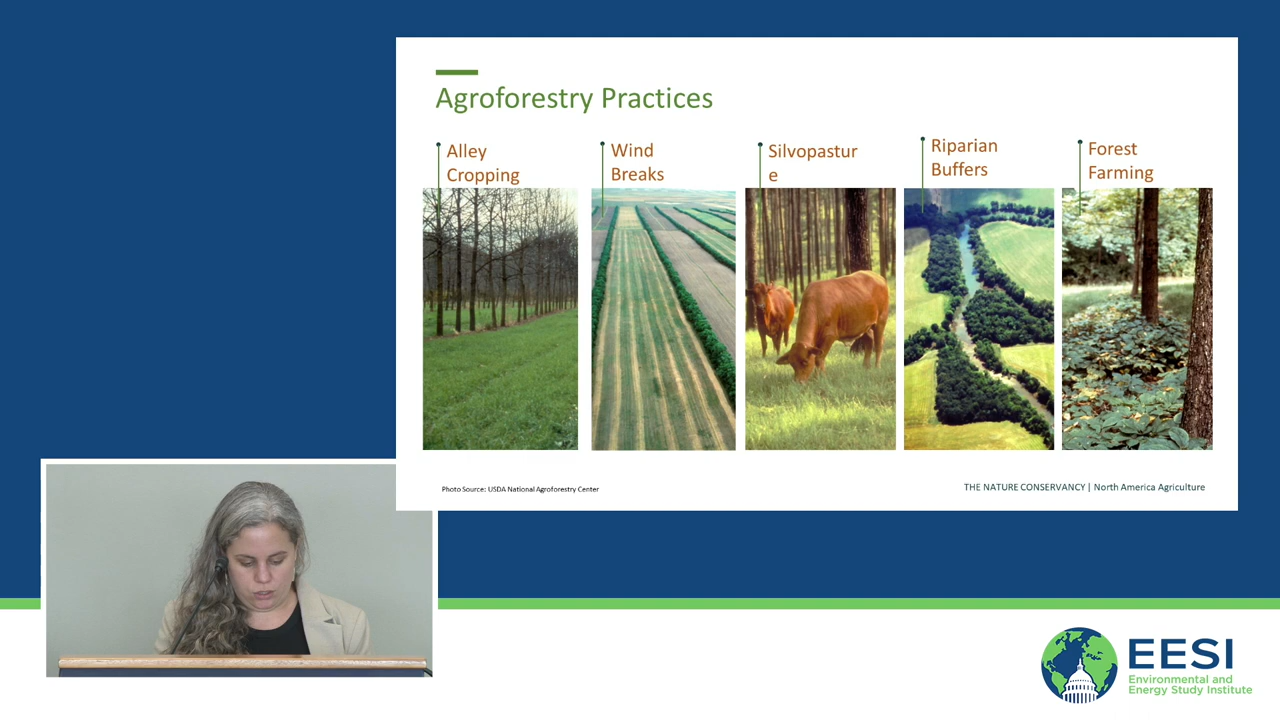 Agroforestry Practices
Alley
Cropping
Wind
Breaks
Silvopastur
e
Riparian
Buffers
Forest
Farming
Photo Source: USDA National Agroforestry Center
THE NATURE CONSERVANCY | North America Agriculture
EESI
Environmental and
Energy Study Institute